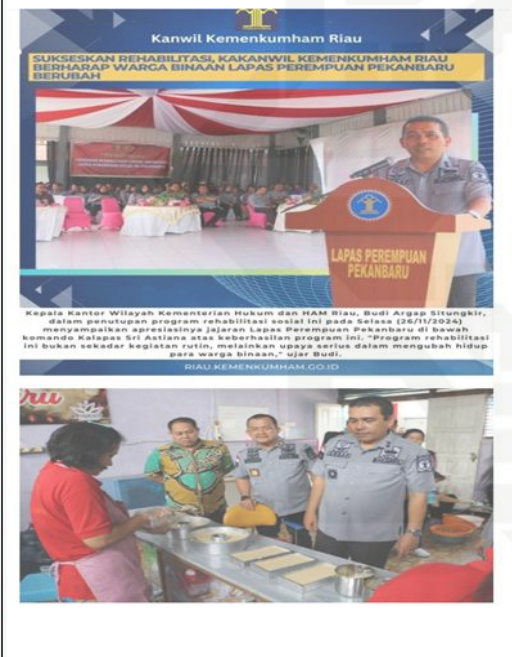 Kanwil Kemenkumham Riau
SUKSESKAN REHABILITASI, KAKANWIL KEMENKUMHAM RIAU
BERHARAP WARGA BINAAN LAPAS PEREMPUAN PEKANBARU
BERUBAH
LAPAS PEREMPUAN
PEKANBARU
Kepala Kantor Wilayah Kementerian Hukum dan HAM Riau, Budi Argap Situngkir,
dalam penutupan program rehabilitasi sosial ini pada Selasa (26/11/2024)
menyampaikan apresiasinya jajaran Lapas Perempuan Pekanbaru di bawah
komando Kalapas Sri Astiana atas keberhasilan program ini. "Program rehabilitasi
ini bukan sekadar kegiatan rutin, melainkan upaya serius dalam mengubah hidup
para warga binaan," ujar Budi.
RIAU.KEMENKUMHAM.GO.ID